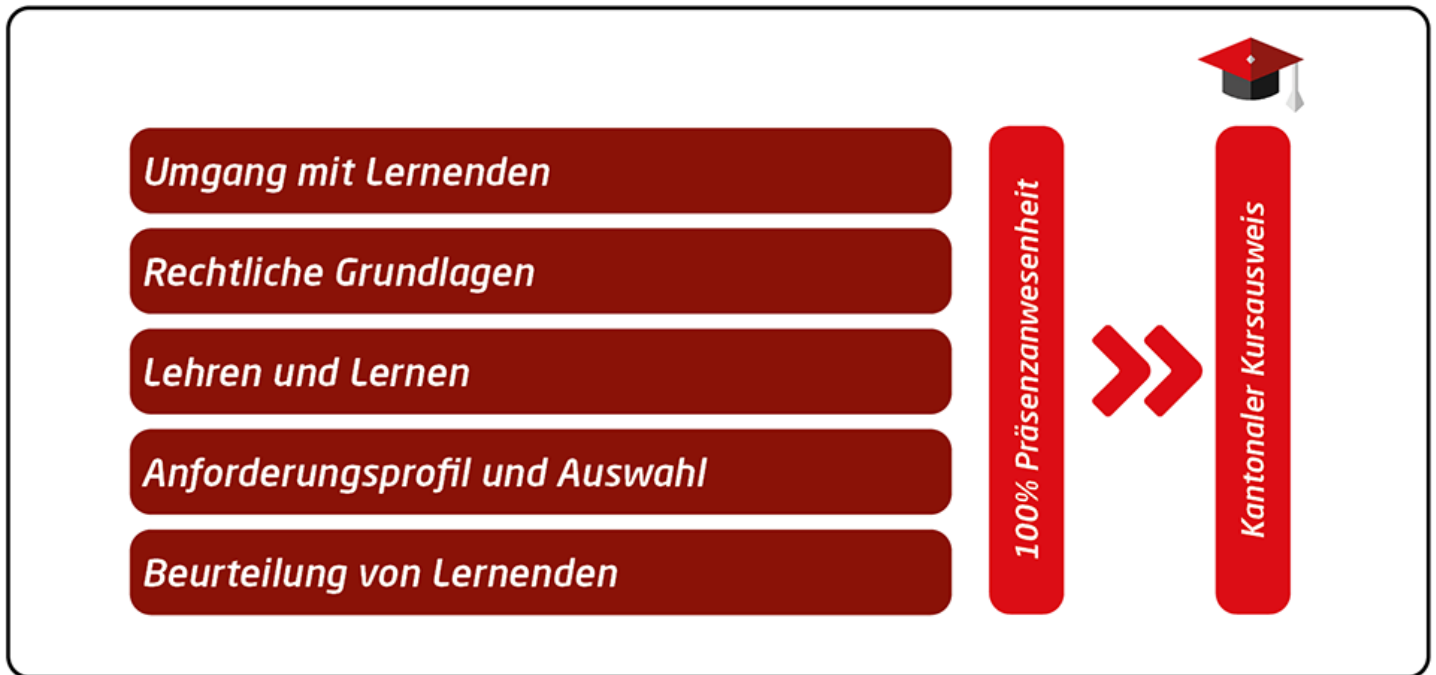 Umgang mit Lernenden
Rechtliche Grundlagen
Lehren und Lernen
Anforderungsprofil und Auswahl
Beurteilung von Lernenden
100% Präsenzanwesenheit
Kantonaler Kursausweis